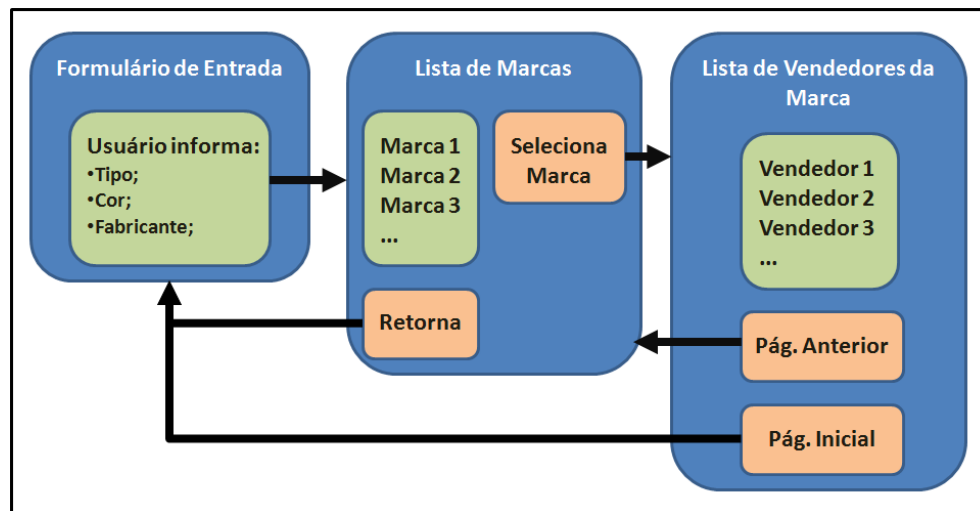 Formulário de Entrada
Usuário informa:
•Tipo;
•Cor;
•Fabricante;
Lista de Marcas
Marca 1
Marca 2
Marca 3
...
Seleciona
Marca
Retorna
Lista de Vendedores da
Marca
Vendedor 1
Vendedor 2
Vendedor 3
...
Pág. Anterior
Pág. Inicial